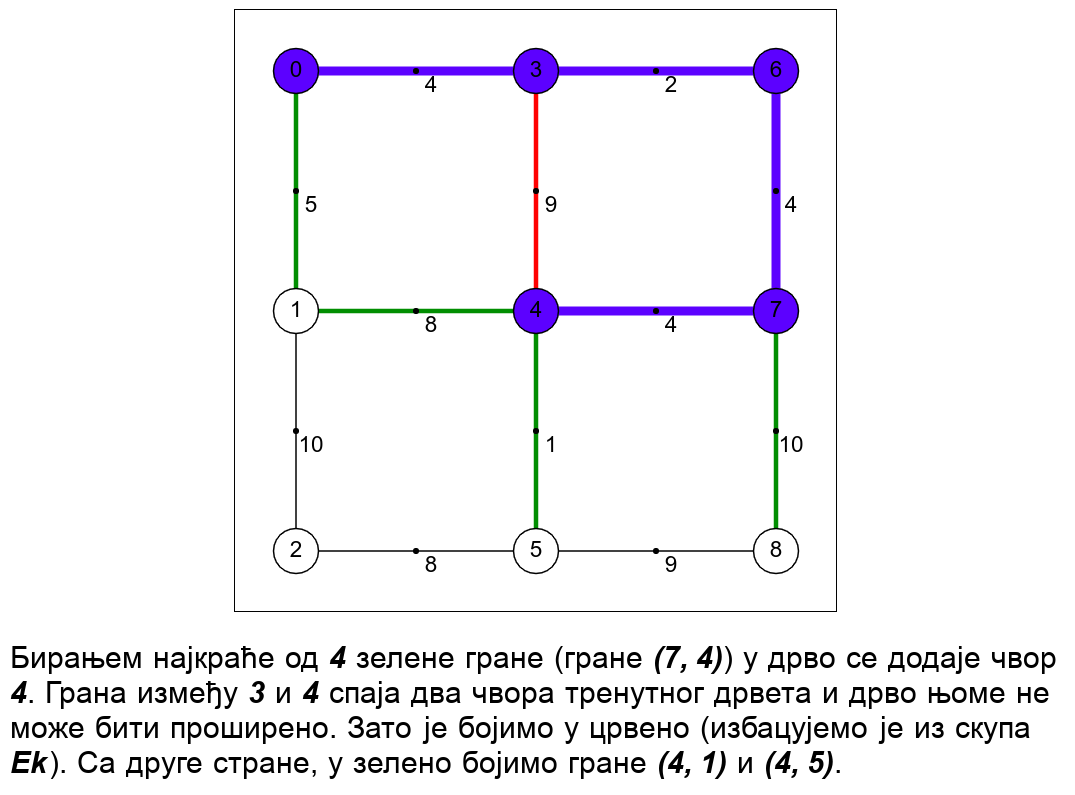 0 3 6
4 2
5 9 4
1 4 7
8 4
10 1 10
2 5 8
8 9
Бирањем најкраће од 4 зелене гране (гране (7, 4)) у дрво се додаје чвор
4. Грана између 3 и 4 спаја два чвора тренутног дрвета и дрво њоме не
може бити проширено. Зато је бојимо у црвено (избацујемо је из скупа
Ek). Са друге стране, у зелено бојимо гране (4, 1) и (4, 5).